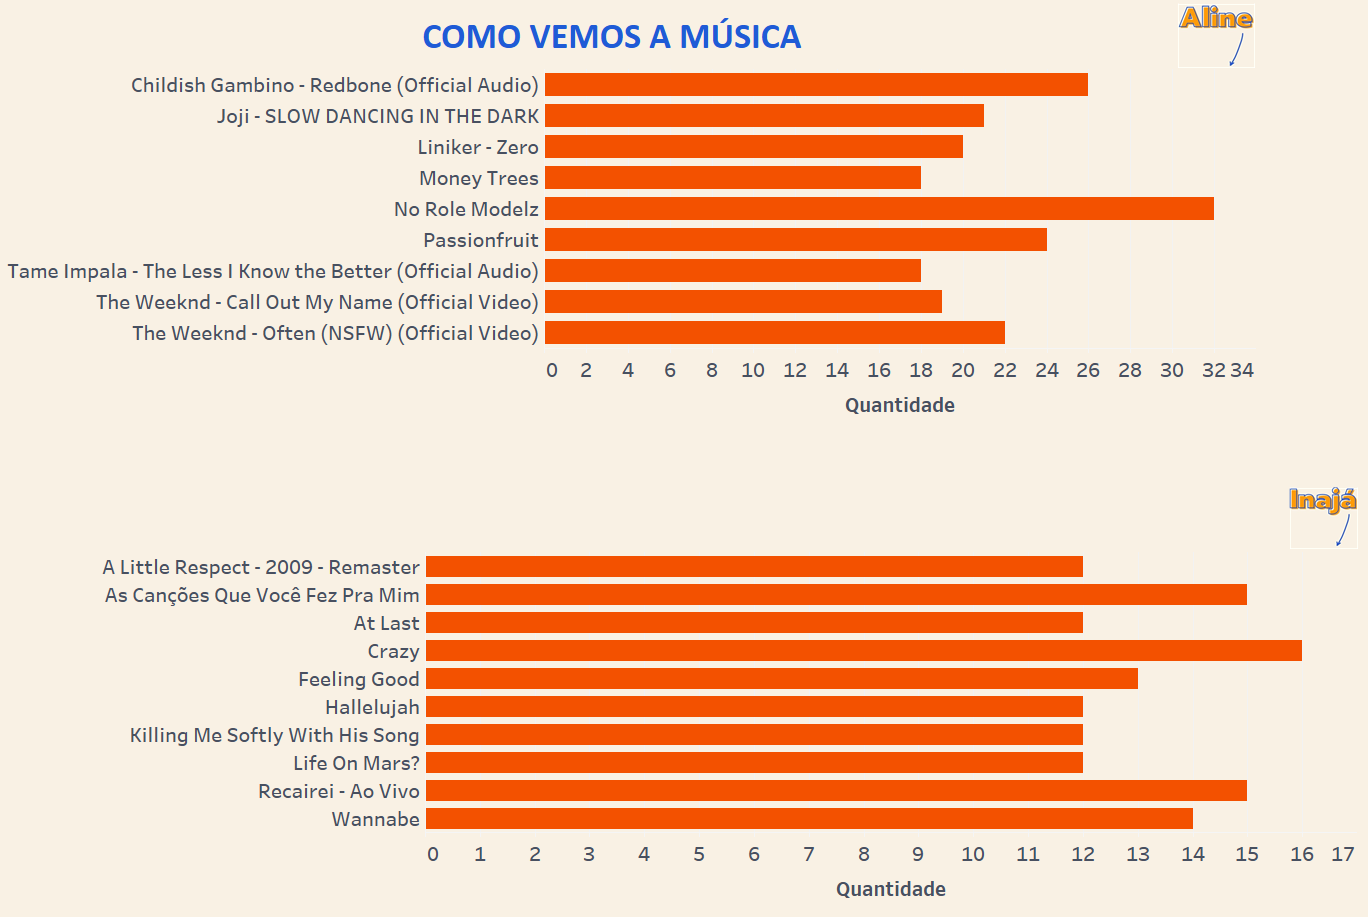 Aline
COMO VEMOS A MÚSICA
Childish Gambino - Redbone (Official Audio)
Joji - SLOW DANCING IN THE DARK
Liniker - Zero
Money Trees
No Role Modelz
Passionfruit
Tame Impala - The Less I Know the Better (Official Audio)
The Weeknd - Call Out My Name (Official Video)
The Weeknd - Often (NSFW) (Official Video)
0 2 4 6 8 10 12 14 16 18 20 22 24 26 28 30 32 34
Quantidade
Inajá
A Little Respect - 2009 - Remaster
As Canções Que Você Fez Pra Mim
At Last
Crazy
Feeling Good
Hallelujah
Killing Me Softly With His Song
Life On Mars?
Recairei - Ao Vivo
Wannabe
0 1 2 3 4 5 6 7 8 9 10 11 12 13 14 15 16 17
Quantidade